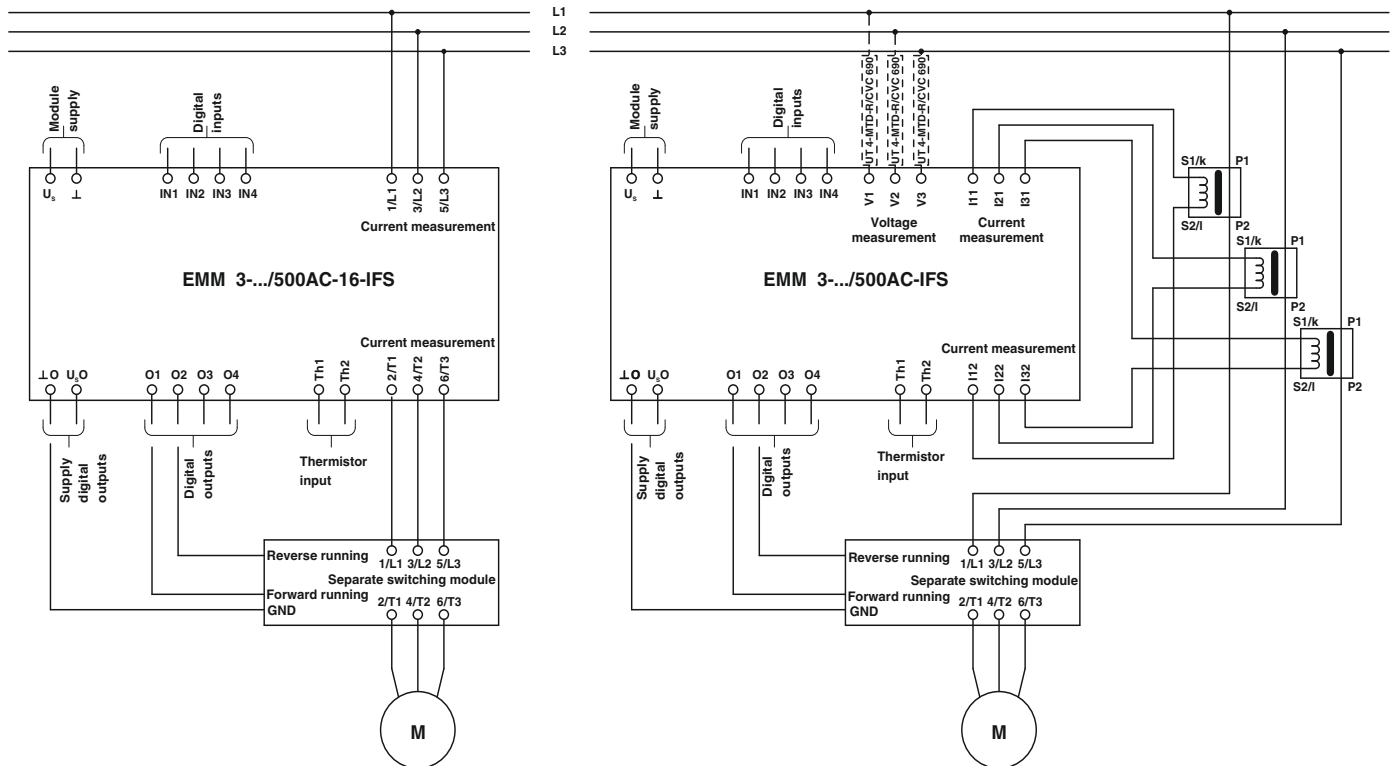 L1
L2
L3
Module
supply
Digital
inputs
Us
⊥
IN1 IN2 IN3 IN4
1/L1
3/L2
5/L3
Current measurement
EMM 3-.../500AC-16-IFS
Current measurement
⊥O
UsO
O1 O2 O3 O4
Th1
Th2
2/T1
4/T2
6/T3
Supply
digital
outputs
Digital
outputs
Thermistor
input
Reverse running
1/L1 3/L2 5/L3
Separate switching module
Forward running
GND
2/T1 4/T2 6/T3
M
Module
supply
Digital
inputs
UT 4-MTD-R/CVC 690
UT 4-MTD-R/CVC 690
UT 4-MTD-R/CVC 690
Us
⊥
IN1 IN2 IN3 IN4
V1
V2
V3
I11
I21
I31
Voltage
measurement
Current
measurement
EMM 3-.../500AC-IFS
Current measurement
⊥O
UsO
O1 O2 O3 O4
Th1
Th2
I12
I22
I32
Supply
digital
outputs
Digital
outputs
Thermistor
input
S1/k P1
S2/l P2
S1/k P1
S2/l P2
S1/k P1
S2/l P2
Reverse running
1/L1 3/L2 5/L3
Separate switching module
Forward running
GND
2/T1 4/T2 6/T3
M